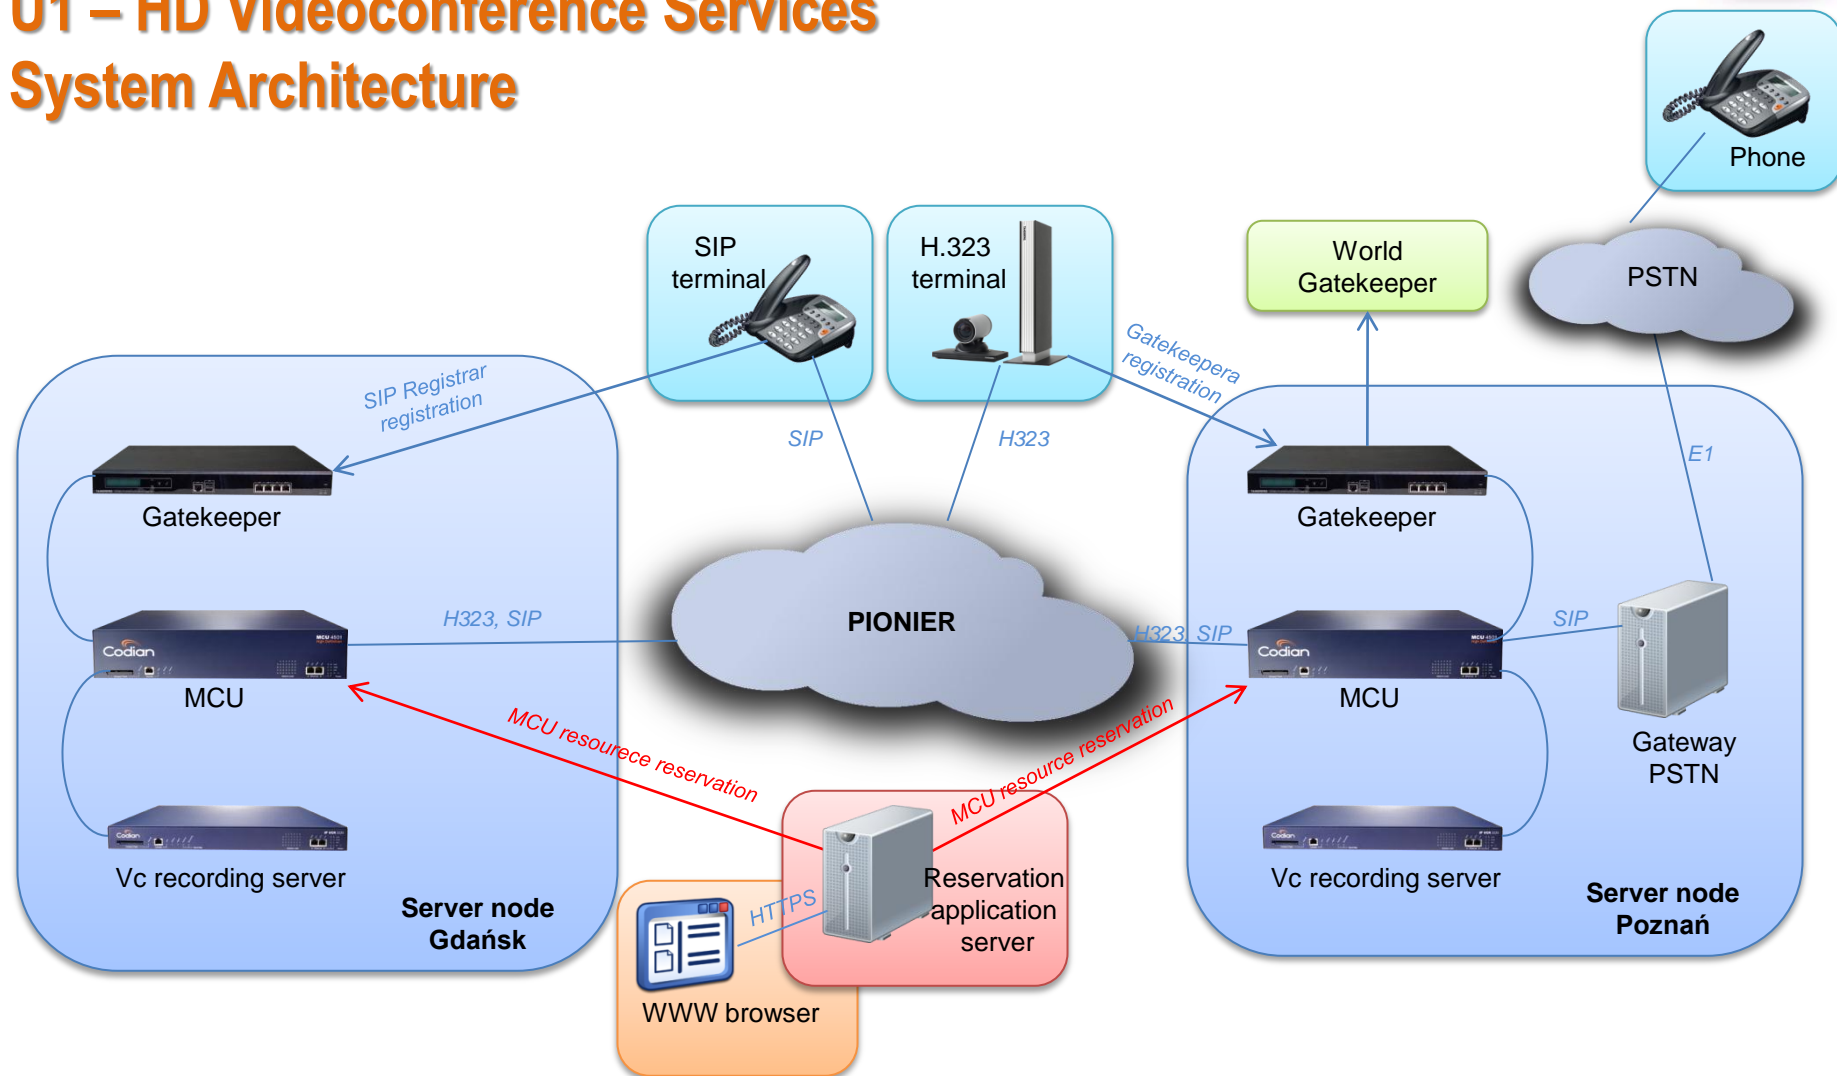 U1 – HD Videoconference Services
System Architecture
Phone
SIP
terminal
H.323
terminal
World
Gatekeeper
PSTN
SIP Registrar
registration
Gatekeepera
registration
SIP
H323
E1
Gatekeeper
Gatekeeper
PIONIER
H323, SIP
H323, SIP
SIP
Codian
MCU
Codian
MCU
Gateway
PSTN
MCU resourece reservation
MCU resource reservation
Codian
Vc recording server
Codian
Vc recording server
Server node
Gdańsk
Server node
Poznań
HTTPS
Reservation
application
server
WWW browser